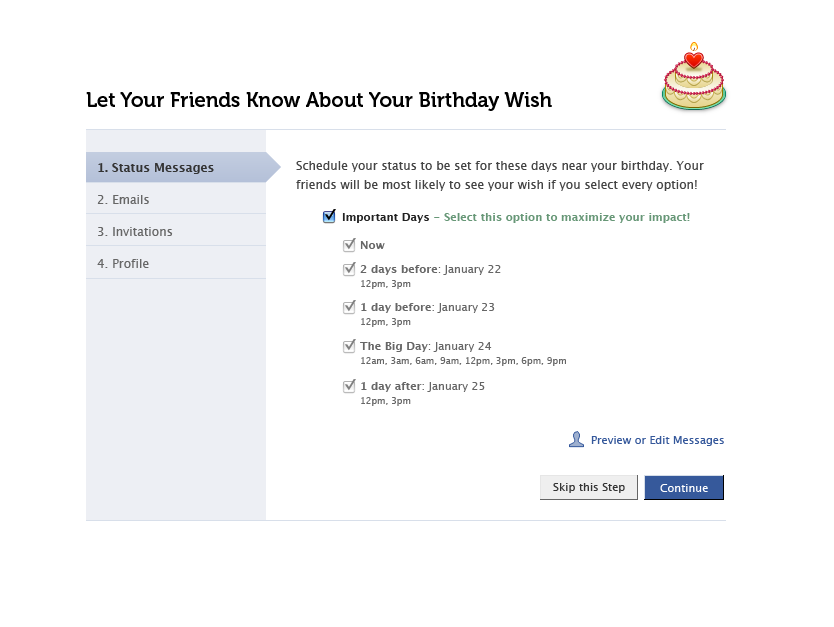 Let Your Friends Know About Your Birthday Wish
1. Status Messages
2. Emails
3. Invitations
4. Profile
Schedule your status to be set for these days near your birthday. Your
friends will be most likely to see your wish if you select every option!
Important Days – Select this option to maximize your impact!
Now
2 days before: January 22
12pm, 3pm
1 day before: January 23
12pm, 3pm
The Big Day: January 24
12am, 3am, 6am, 9am, 12pm, 3pm, 6pm, 9pm
1 day after: January 25
12pm, 3pm
Preview or Edit Messages
Skip this Step
Continue